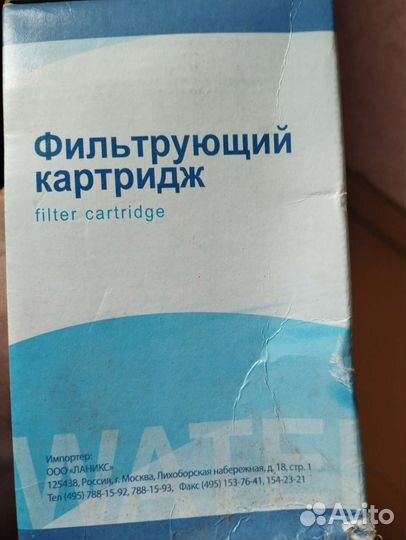 Фильтрующий
картридж
filter cartridge
WATE
Импортер:
ООО «ЛАНИКС»
125438, Россия, г. Москва, Лихоборская набережная, д. 18, стр. 1
Тел (495) 788-15-92, 788-15-93, Факс (495) 153-76-41, 154-23-21
Avito